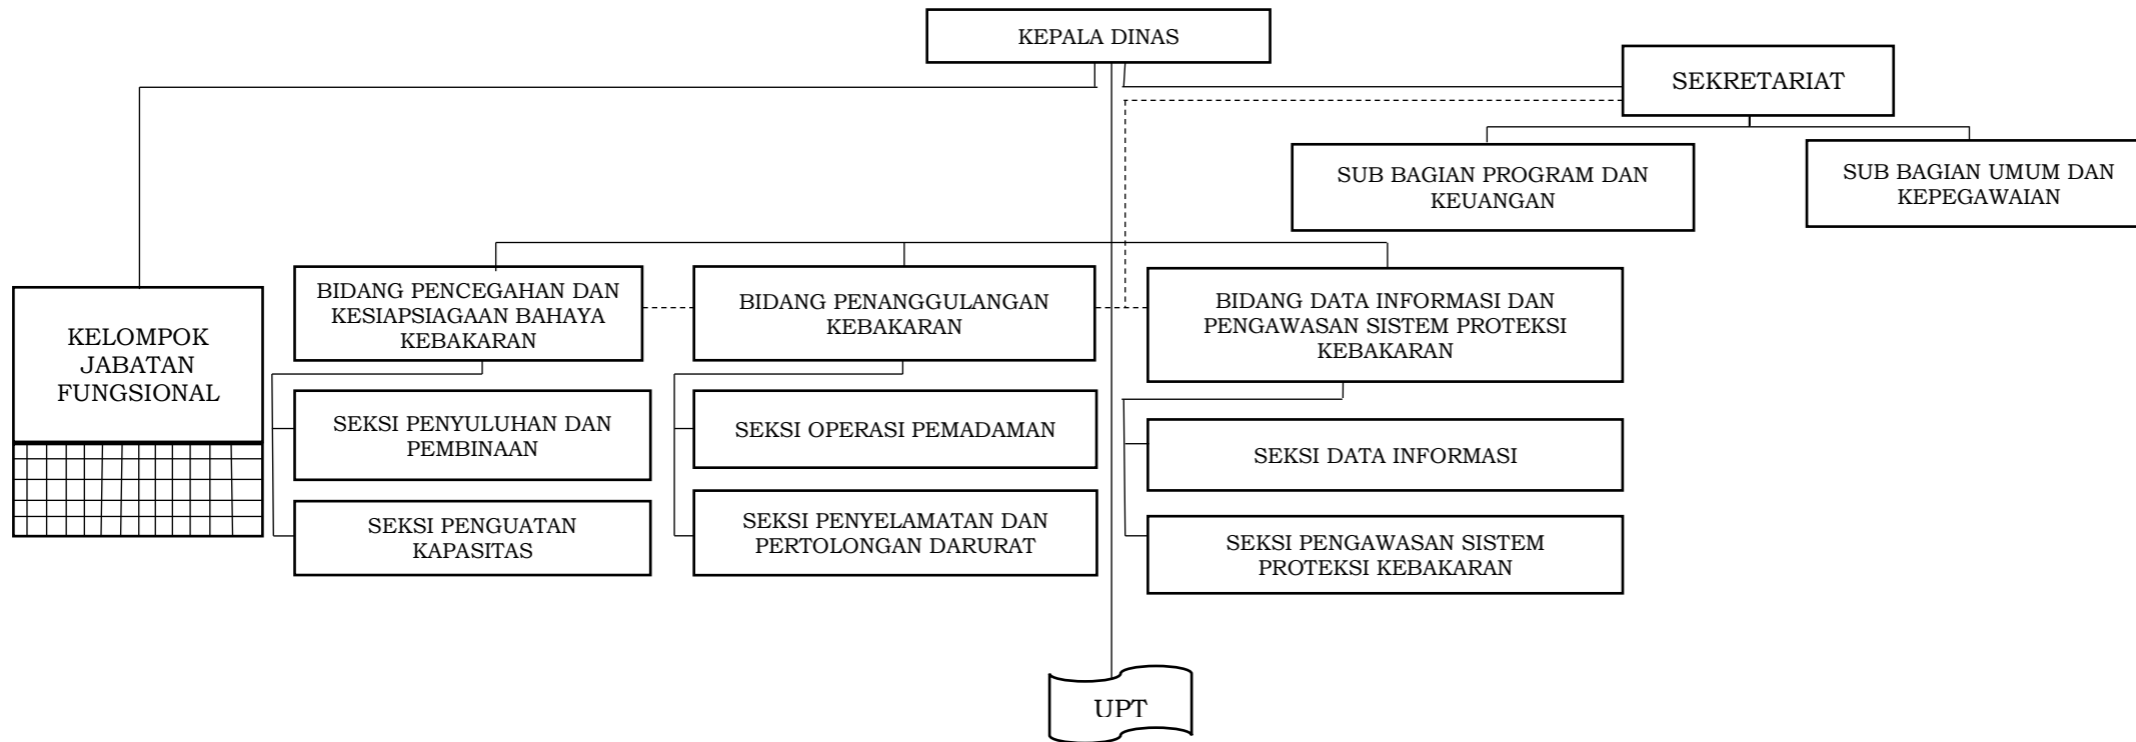 KEPALA DINAS
SEKRETARIAT
SUB BAGIAN PROGRAM DAN
KEUANGAN
SUB BAGIAN UMUM DAN
KEPEGAWAIAN
KELOMPOK
JABATAN
FUNGSIONAL
BIDANG PENCEGAHAN DAN
KESIAPSIAGAAN BAHAYA
KEBAKARAN
BIDANG PENANGGULANGAN
KEBAKARAN
BIDANG DATA INFORMASI DAN
PENGAWASAN SISTEM PROTEKSI
KEBAKARAN
SEKSI PENYULUHAN DAN
PEMBINAAN
SEKSI OPERASI PEMADAMAN
SEKSI DATA INFORMASI
SEKSI PENGUATAN
KAPASITAS
SEKSI PENYELAMATAN DAN
PERTOLONGAN DARURAT
SEKSI PENGAWASAN SISTEM
PROTEKSI KEBAKARAN
UPT